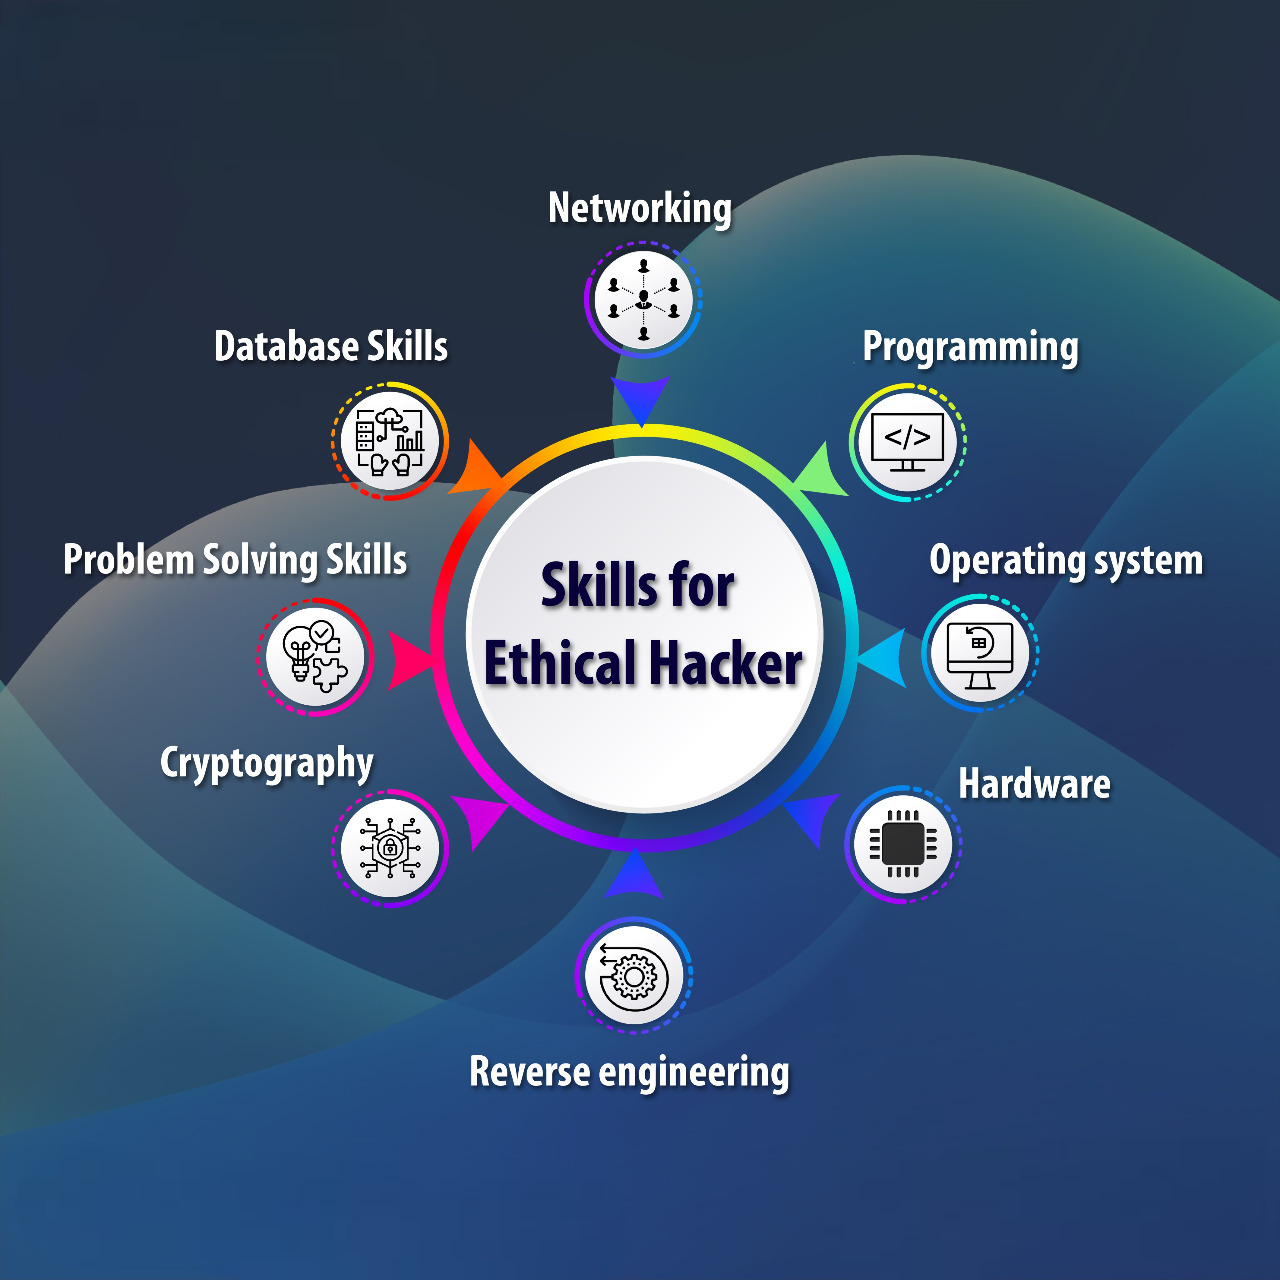 Networking
Database Skills
Programming
Problem Solving Skills
Operating system
Skills for
Ethical Hacker
Cryptography
Hardware
Reverse engineering